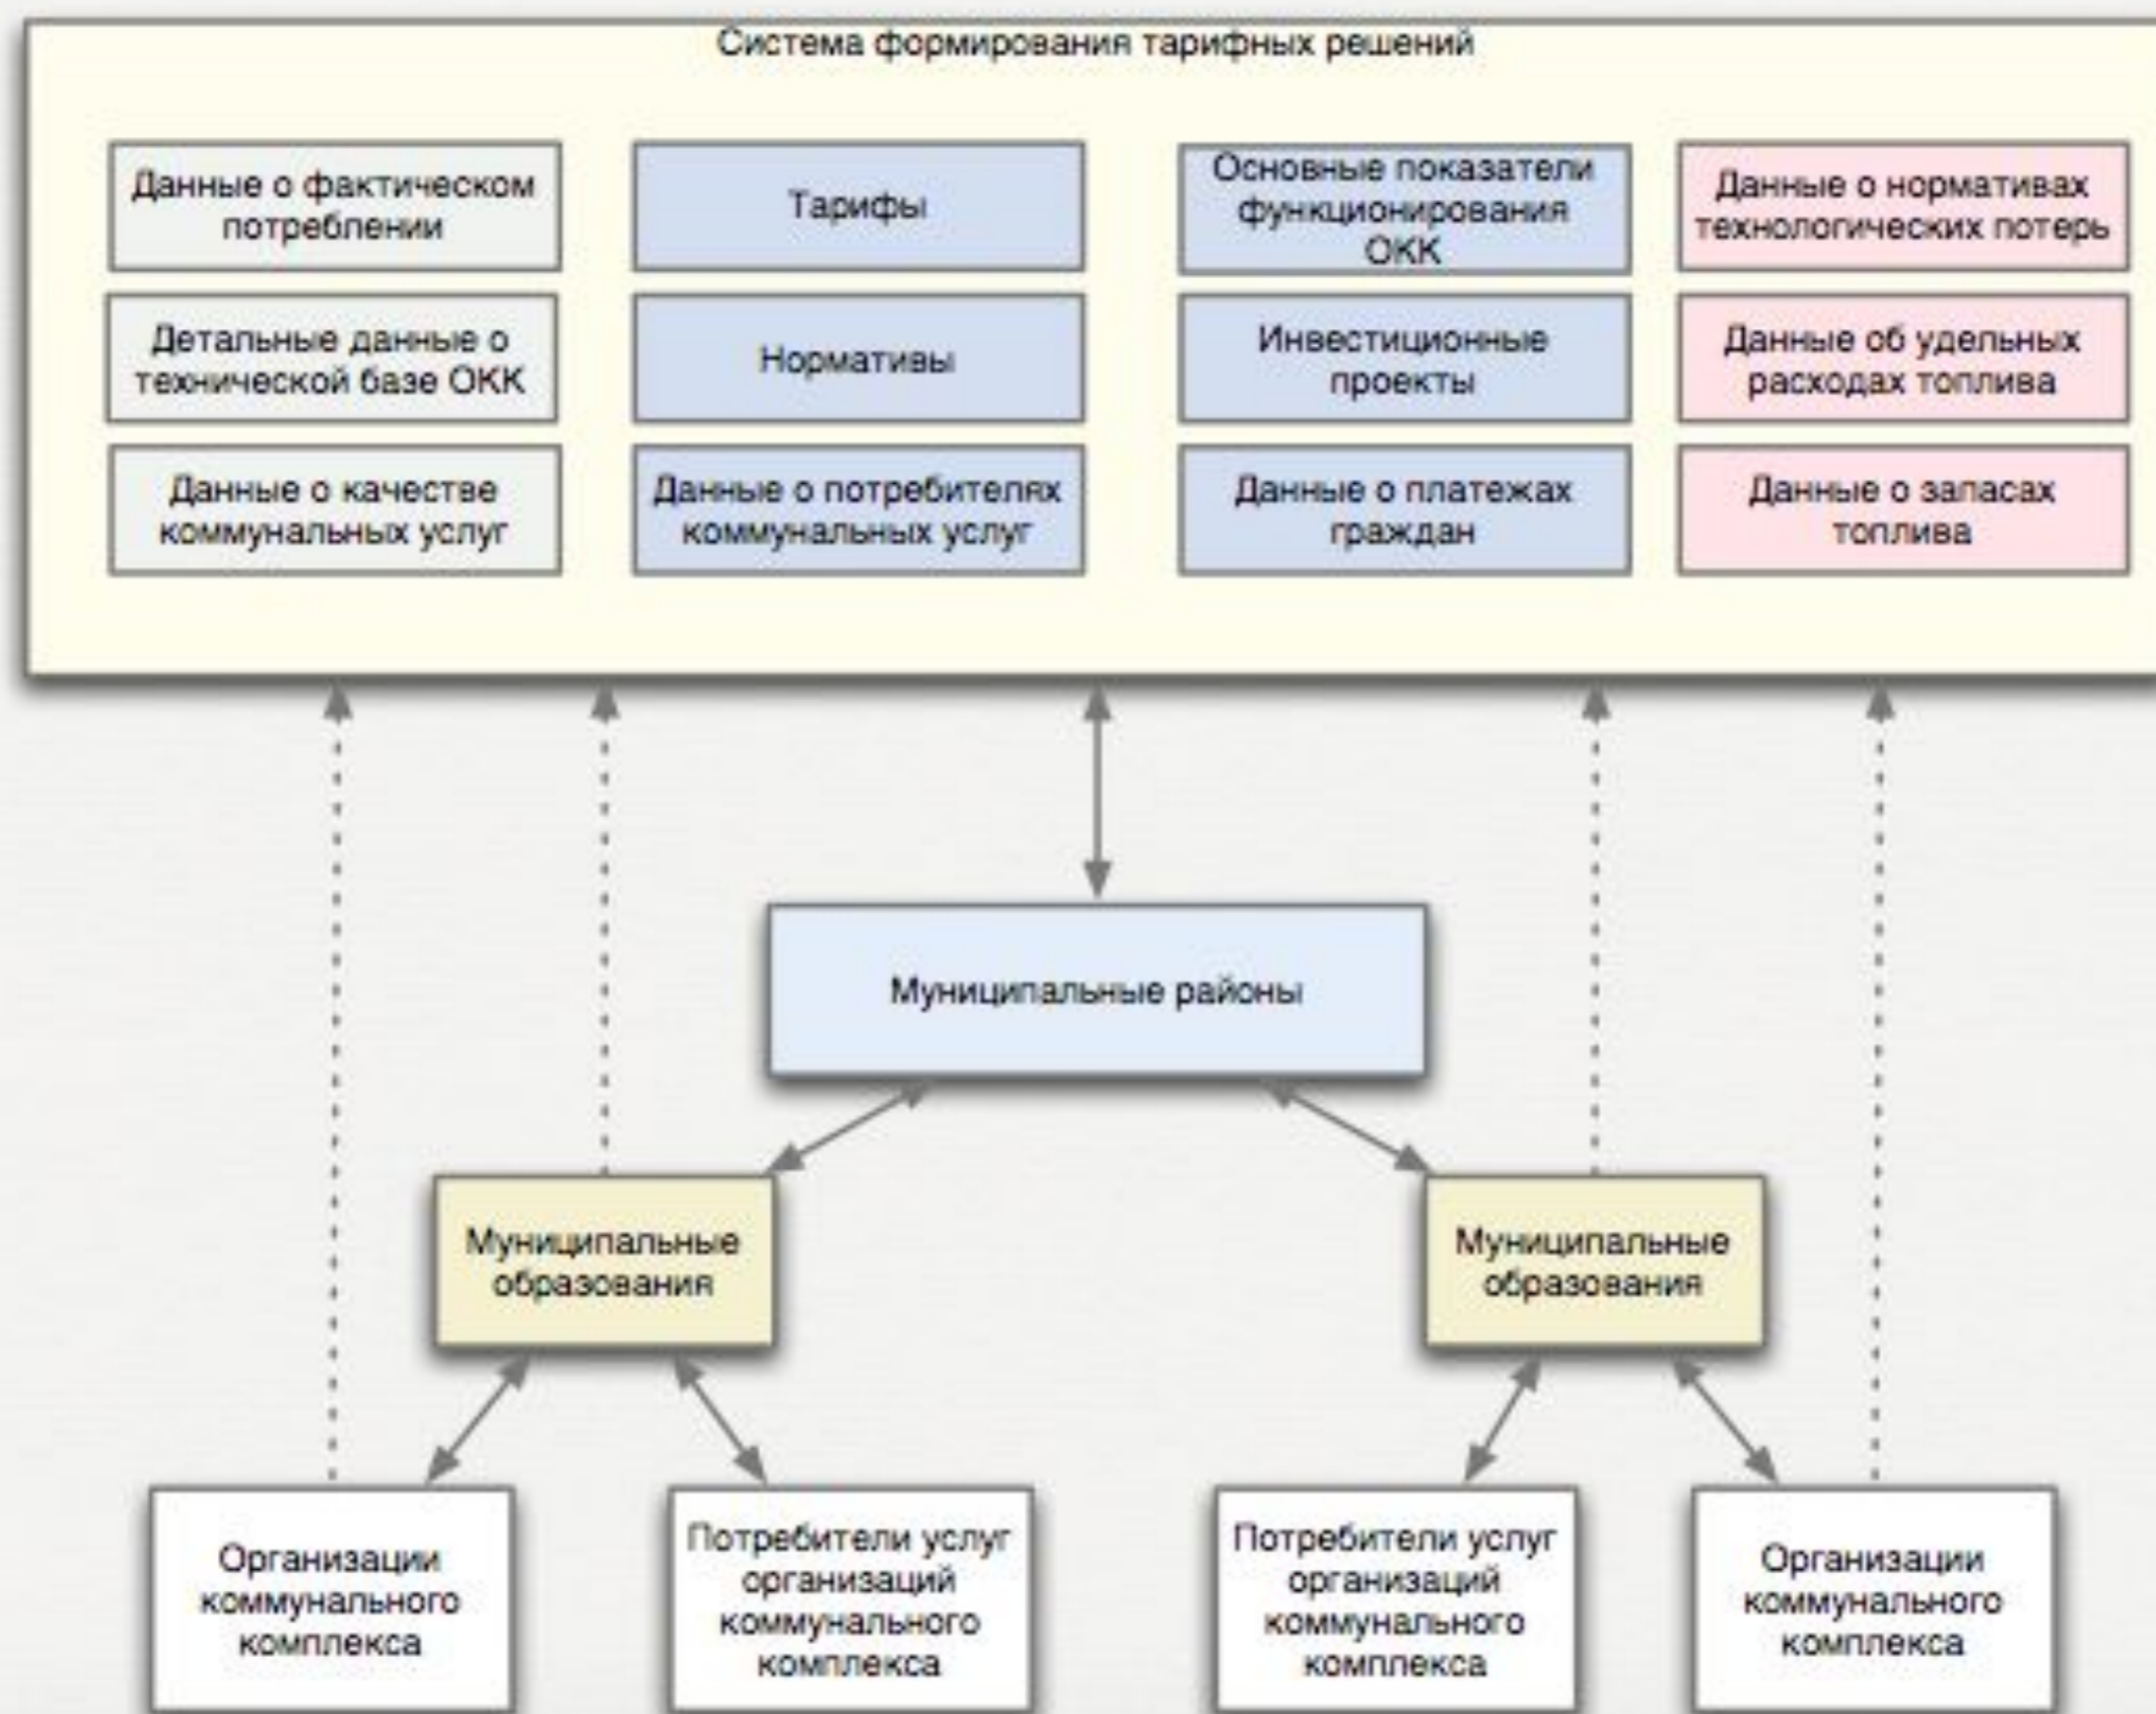 Система формирования тарифных решений
Данные о фактическом
потреблении
Тарифы
Основные показатели
функционирования
ОКК
Данные о нормативах
технологических потерь
Детальные данные о
технической базе ОКК
Нормативы
Инвестиционные
проекты
Данные об удельных
расходах топлива
Данные о качестве
коммунальных услуг
Данные о потребителях
коммунальных услуг
Данные о платежах
граждан
Данные о запасах
топлива
Муниципальные районы
Муниципальные
образования
Муниципальные
образования
Организации
коммунального
комплекса
Потребители услуг
организаций
коммунального
комплекса
Потребители услуг
организаций
коммунального
комплекса
Организации
коммунального
комплекса